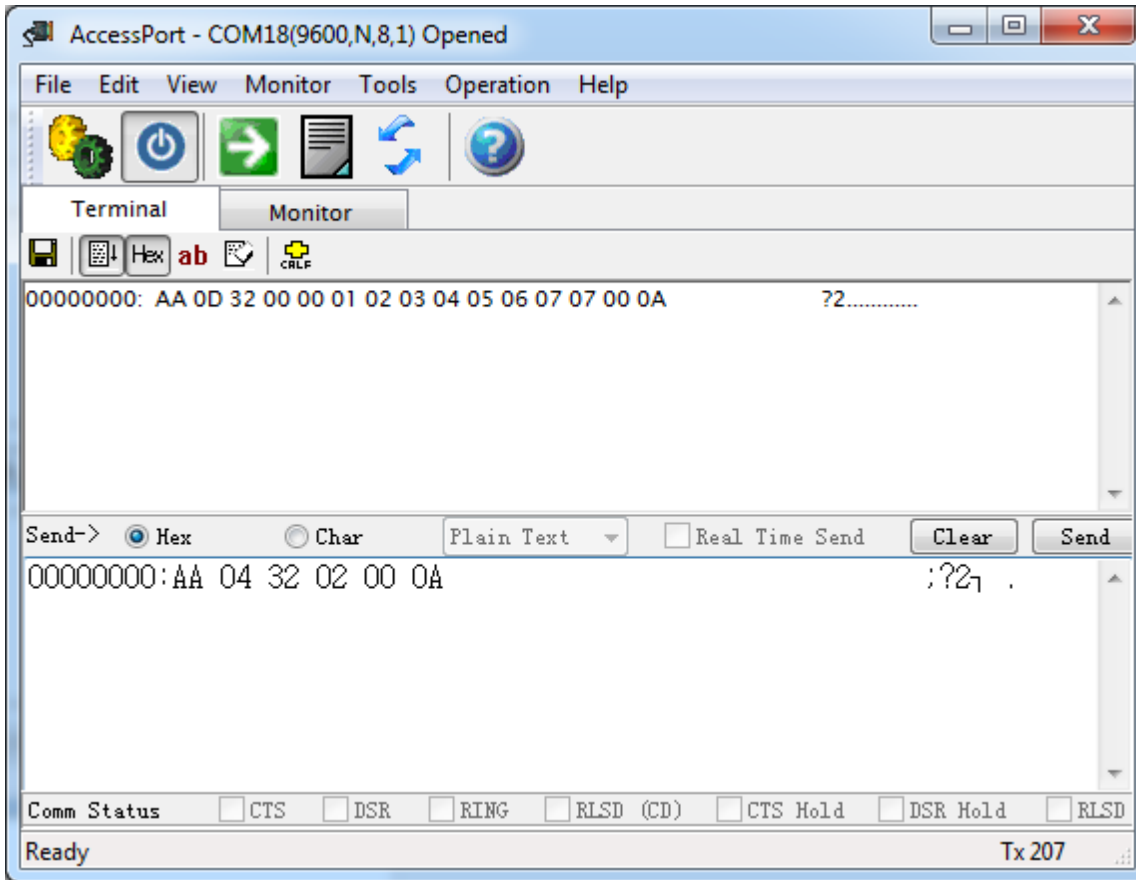 AccessPort - COM18(9600,N,8,1) Opened
File Edit View Monitor Tools Operation Help
Terminal Monitor
Hex ab CRLF
00000000: AA 0D 32 00 00 01 02 03 04 05 06 07 07 00 0A ?2............
Send-> Hex Char Plain Text Real Time Send Clear Send
00000000:AA 04 32 02 00 0A ;?2┐ .
Comm Status CTS DSR RING RLSD (CD) CTS Hold DSR Hold RLSD
Ready Tx 207